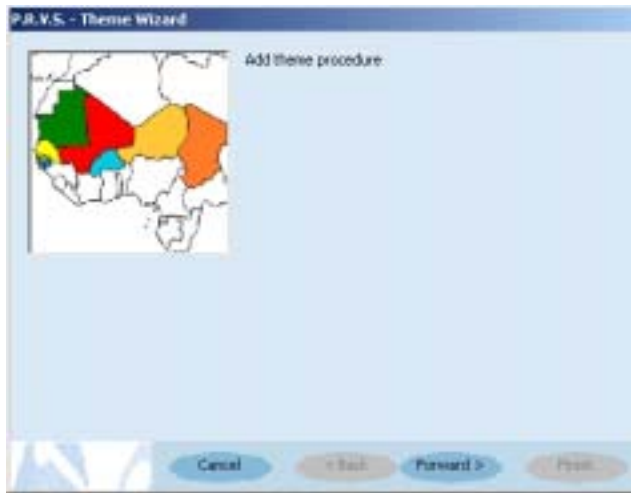 P.R.V.S. - Theme Wizard
Add theme procedure
Cancel
< Back
Forward >
Finish